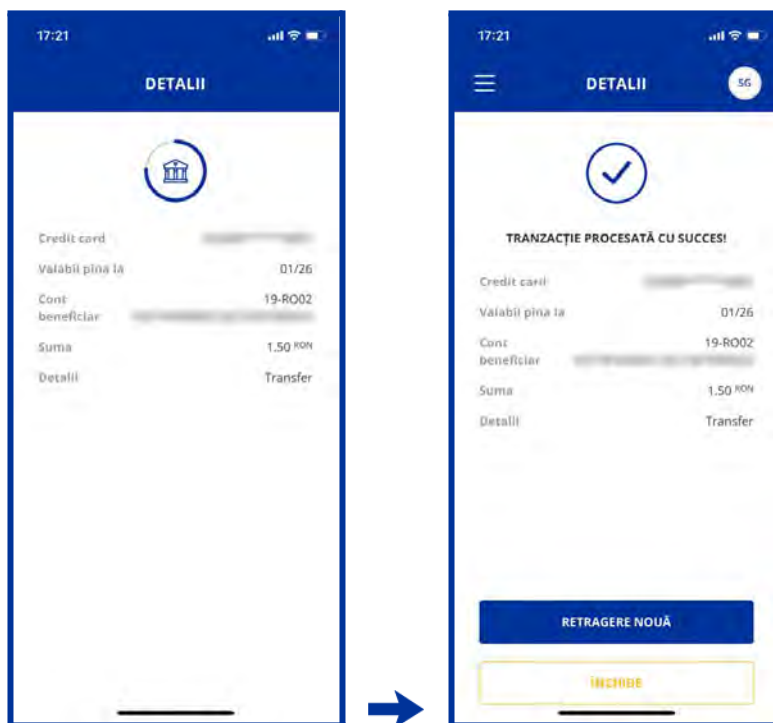 17:21
DETALII
Credit card
Valabil pina la 01/26
Cont 19-RO02
beneficiar
Suma 1.50 RON
Detalii Transfer
17:21
DETALII SG
TRANZACȚIE PROCESATĂ CU SUCCES!
Credit card
Valabil pina la 01/26
Cont 19-RO02
beneficiar
Suma 1.50 RON
Detalii Transfer
RETRAGERE NOUĂ
ÎNCHIDE